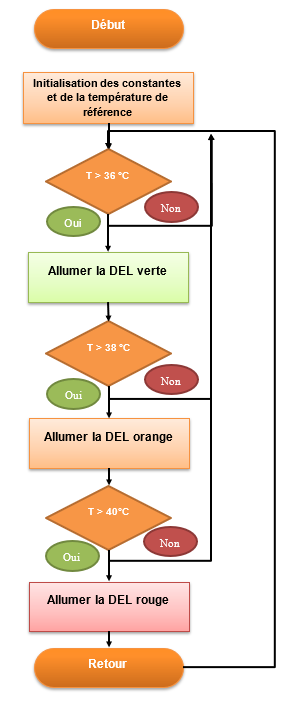 Début
Initialisation des constantes
et de la température de
référence
T > 36 °C
Non
Oui
Allumer la DEL verte
T > 38 °C
Non
Oui
Allumer la DEL orange
T > 40°C
Non
Oui
Allumer la DEL rouge
Retour